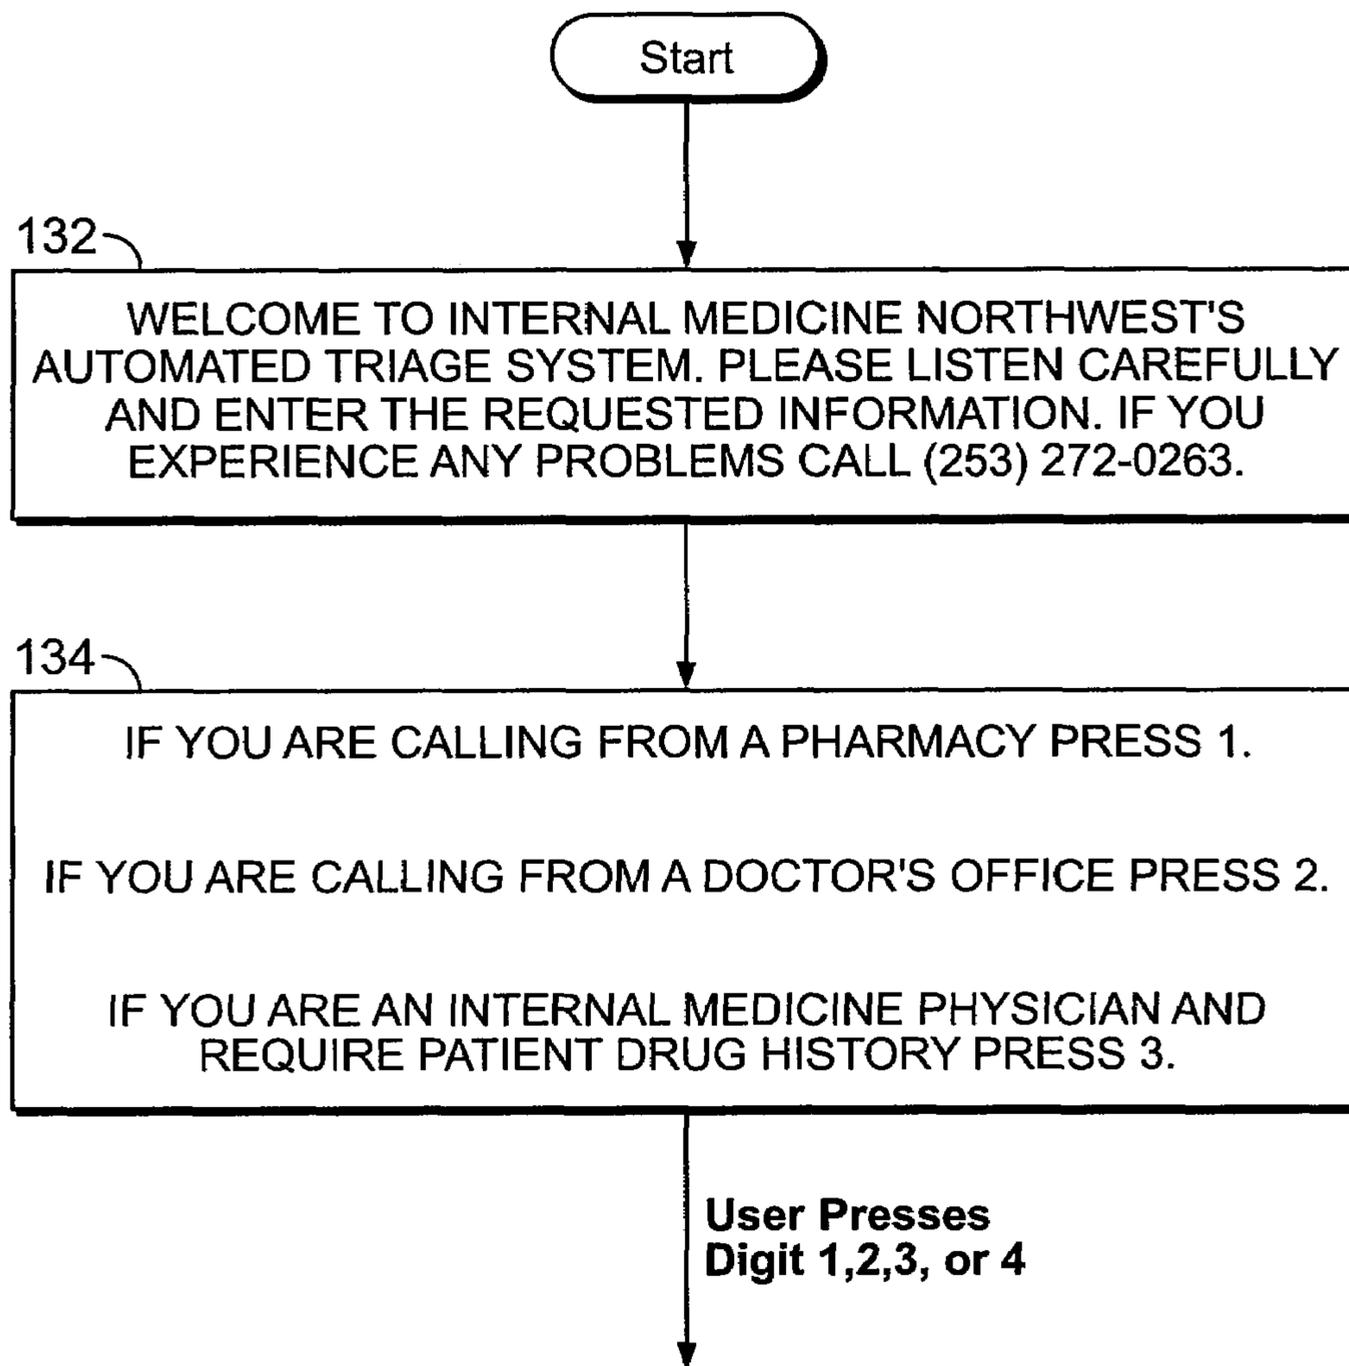 Start
132
WELCOME TO INTERNAL MEDICINE NORTHWEST'S
AUTOMATED TRIAGE SYSTEM. PLEASE LISTEN CAREFULLY
AND ENTER THE REQUESTED INFORMATION. IF YOU
EXPERIENCE ANY PROBLEMS CALL (253) 272-0263.
134
IF YOU ARE CALLING FROM A PHARMACY PRESS 1.
IF YOU ARE CALLING FROM A DOCTOR'S OFFICE PRESS 2.
IF YOU ARE AN INTERNAL MEDICINE PHYSICIAN AND
REQUIRE PATIENT DRUG HISTORY PRESS 3.
User Presses
Digit 1,2,3, or 4